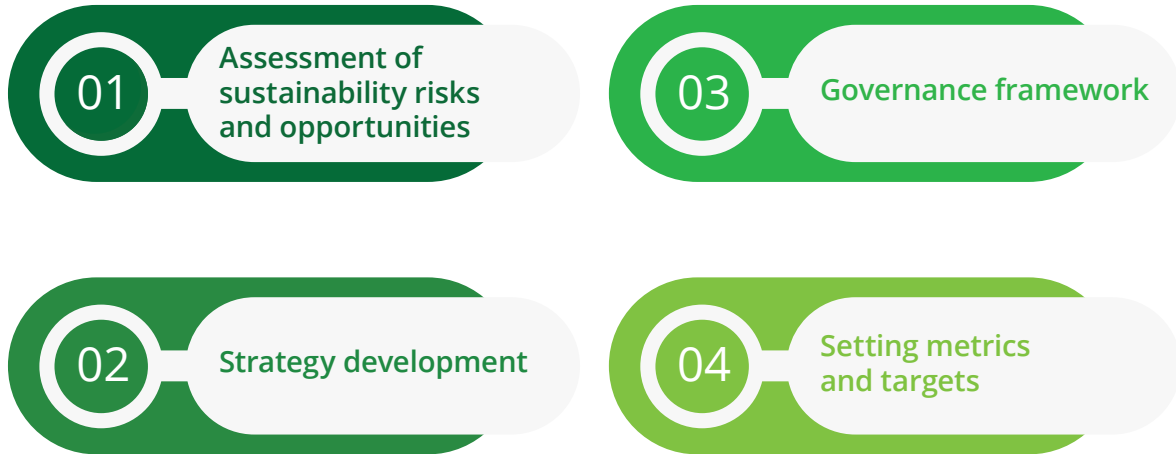 01
Assessment of
sustainability risks
and opportunities
02
Strategy development
03
Governance framework
04
Setting metrics
and targets